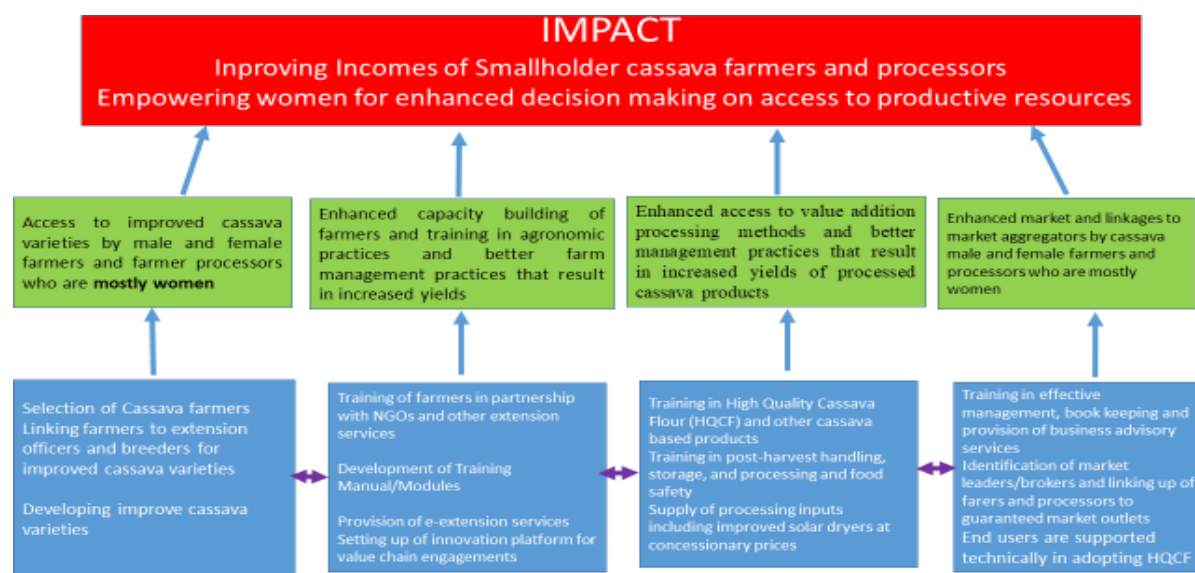 IMPACT
Inproving Incomes of Smallholder cassava farmers and processors
Empowering women for enhanced decision making on access to productive resources
Access to improved cassava
varieties by male and female
farmers and farmer processors
who are mostly women
Enhanced capacity building of
farmers and training in agronomic
practices and better farm
management practices that result
in increased yields
Enhanced access to value addition
processing methods and better
management practices that result
in increased yields of processed
cassava products
Enhanced market and linkages to
market aggregators by cassava
male and female farmers and
processors who are mostly
women
Selection of Cassava farmers
Linking farmers to extension
officers and breeders for
improved cassava varieties
Developing improve cassava
varieties
Training of farmers in partnership
with NGOs and other extension
services
Development of Training
Manual/Modules
Provision of e-extension services
Setting up of innovation platform for
value chain engagements
Training in High Quality Cassava
Flour (HQCF) and other cassava
based products
Training in post-harvest handling,
storage, and processing and food
safety
Supply of processing inputs
including improved solar dryers at
concessionary prices
Training in effective
management, book keeping and
provision of business advisory
services
Identification of market
leaders/brokers and linking up of
farers and processors to
guaranteed market outlets
End users are supported
technically in adopting HQCF